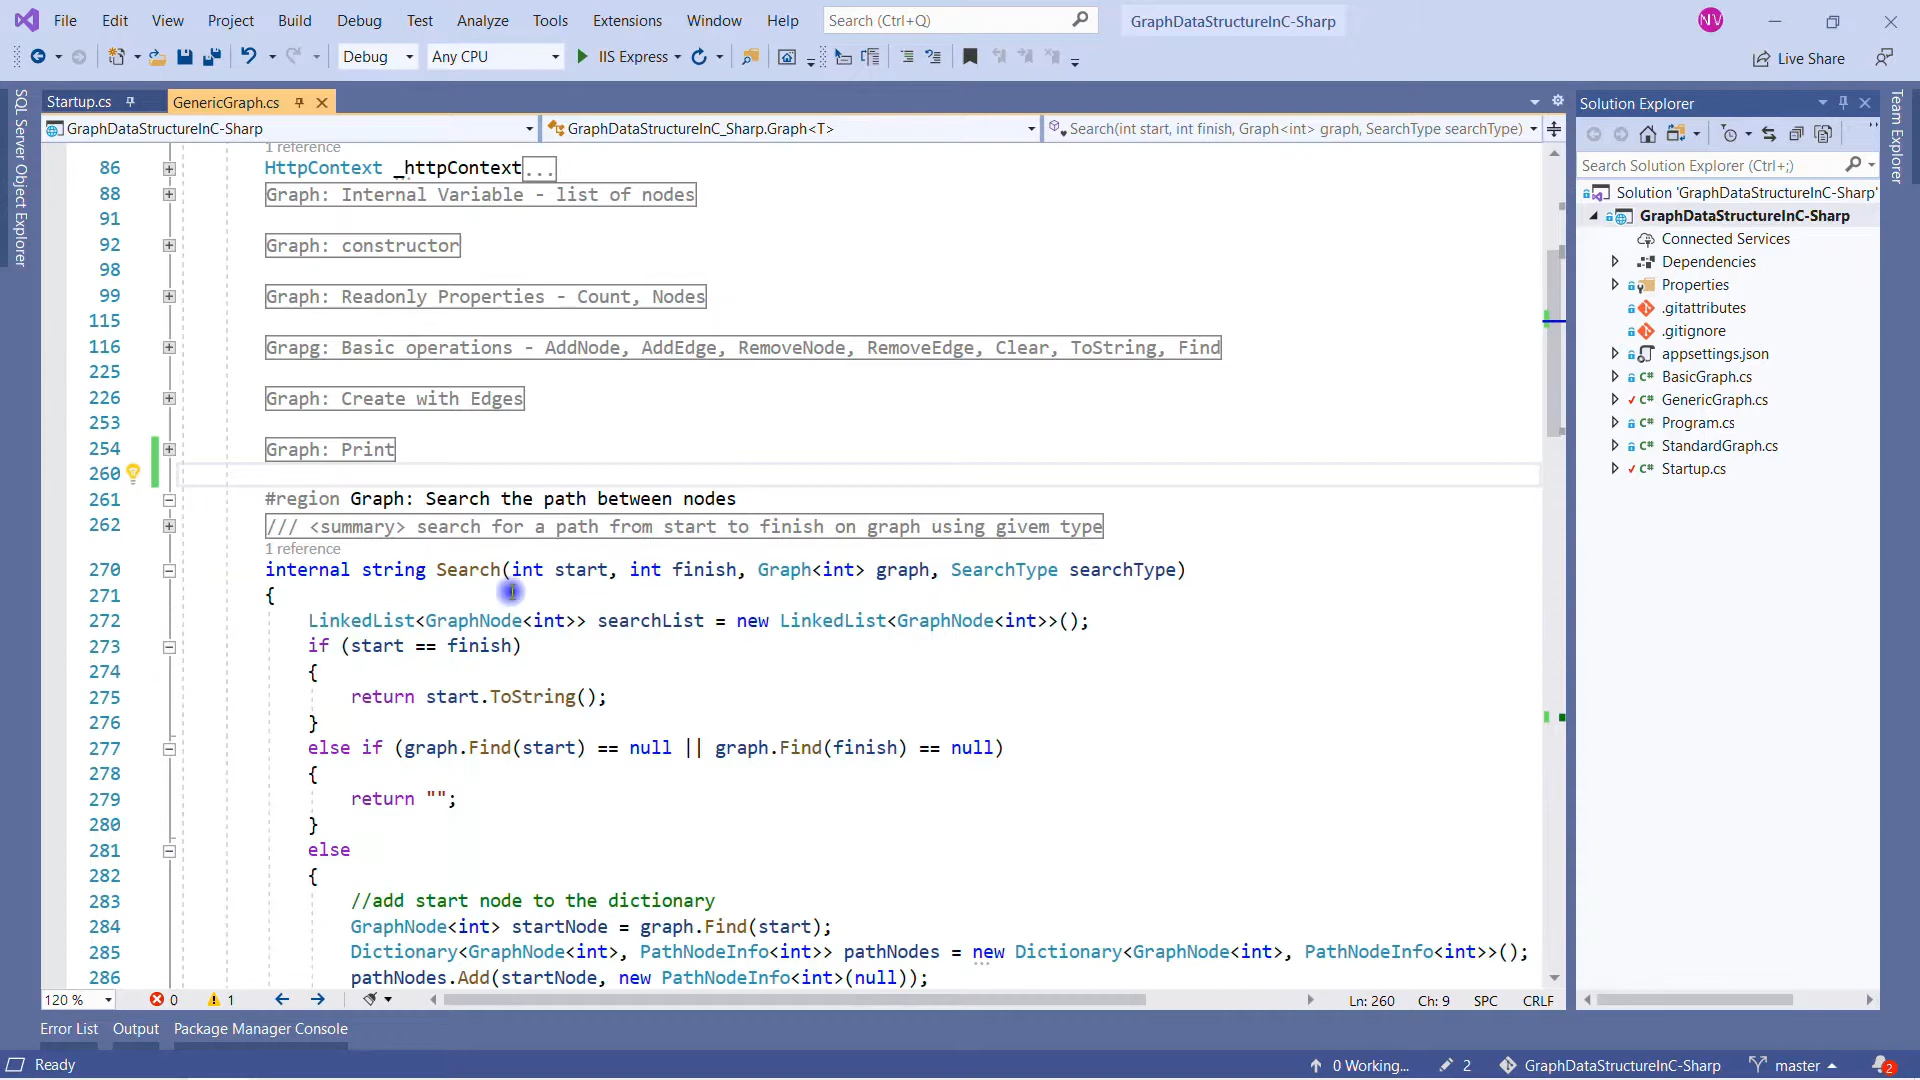 File Edit View Project Build Debug Test Analyze Tools Extensions Window Help Search (Ctrl+Q) GraphDataStructureInC-Sharp NV
Debug Any CPU IIS Express Live Share
SQL Server Object Explorer
Team Explorer
Startup.cs GenericGraph.cs
GraphDataStructureInC-Sharp GraphDataStructureInC_Sharp.Graph<T> Search(int start, int finish, Graph<int> graph, SearchType searchType)
1 reference
86 HttpContext _httpContext...
88 Graph: Internal Variable - list of nodes
91
92 Graph: constructor
98
99 Graph: Readonly Properties - Count, Nodes
115
116 Grapg: Basic operations - AddNode, AddEdge, RemoveNode, RemoveEdge, Clear, ToString, Find
225
226 Graph: Create with Edges
253
254 Graph: Print
260
261 #region Graph: Search the path between nodes
262 /// <summary> search for a path from start to finish on graph using givem type
1 reference
270 internal string Search(int start, int finish, Graph<int> graph, SearchType searchType)
271 {
272 LinkedList<GraphNode<int>> searchList = new LinkedList<GraphNode<int>>();
273 if (start == finish)
274 {
275 return start.ToString();
276 }
277 else if (graph.Find(start) == null || graph.Find(finish) == null)
278 {
279 return "";
280 }
281 else
282 {
283 //add start node to the dictionary
284 GraphNode<int> startNode = graph.Find(start);
285 Dictionary<GraphNode<int>, PathNodeInfo<int>> pathNodes = new Dictionary<GraphNode<int>, PathNodeInfo<int>>();
286 pathNodes.Add(startNode, new PathNodeInfo<int>(null));
120 % 0 1 Ln: 260 Ch: 9 SPC CRLF
Solution Explorer
Search Solution Explorer (Ctrl+;)
Solution 'GraphDataStructureInC-Sharp'
GraphDataStructureInC-Sharp
Connected Services
Dependencies
Properties
.gitattributes
.gitignore
appsettings.json
C# BasicGraph.cs
C# GenericGraph.cs
C# Program.cs
C# StandardGraph.cs
C# Startup.cs
Error List Output Package Manager Console
Ready 0 Working... 2 GraphDataStructureInC-Sharp master 2